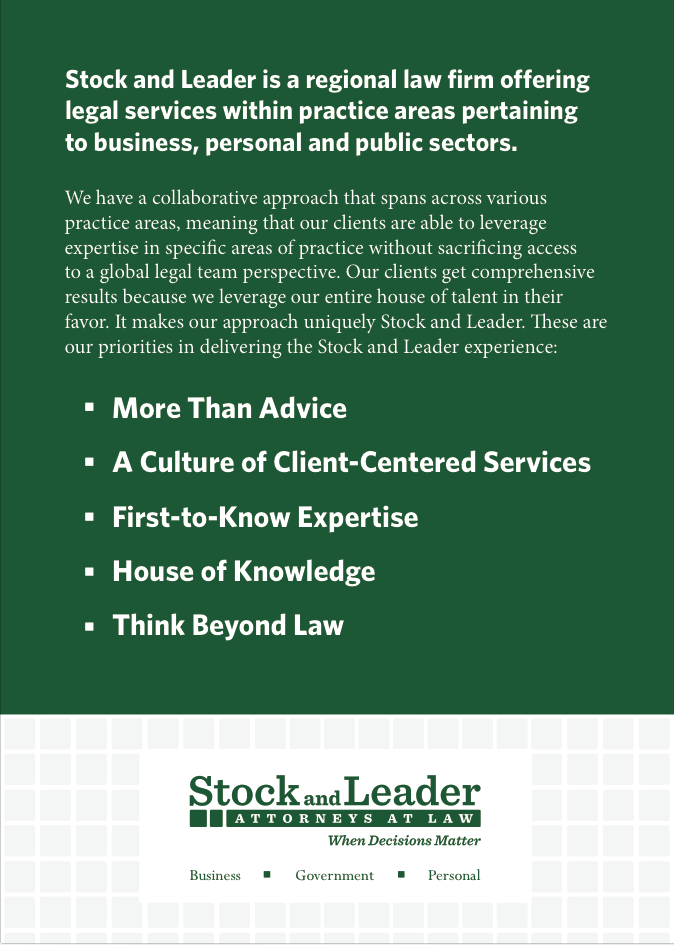 Stock and Leader is a regional law firm offering
legal services within practice areas pertaining
to business, personal and public sectors.
We have a collaborative approach that spans across various
practice areas, meaning that our clients are able to leverage
expertise in specific areas of practice without sacrificing access
to a global legal team perspective. Our clients get comprehensive
results because we leverage our entire house of talent in their
favor. It makes our approach uniquely Stock and Leader. These are
our priorities in delivering the Stock and Leader experience:
▪ More Than Advice
▪ A Culture of Client-Centered Services
▪ First-to-Know Expertise
▪ House of Knowledge
▪ Think Beyond Law
Stock and Leader
ATTORNEYS AT LAW
When Decisions Matter
Business ▪ Government ▪ Personal